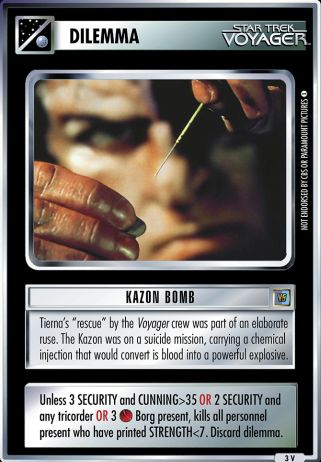 DILEMMA
STAR TREK
VOYAGER
NOT ENDORSED BY CBS OR PARAMOUNT PICTURES
KAZON BOMB
Tierna's "rescue" by the Voyager crew was part of an elaborate
ruse. The Kazon was on a suicide mission, carrying a chemical
injection that would convert is blood into a powerful explosive.
Unless 3 SECURITY and CUNNING>35 OR 2 SECURITY and
any tricorder OR 3 Borg present, kills all personnel
present who have printed STRENGTH<7. Discard dilemma.
3 V